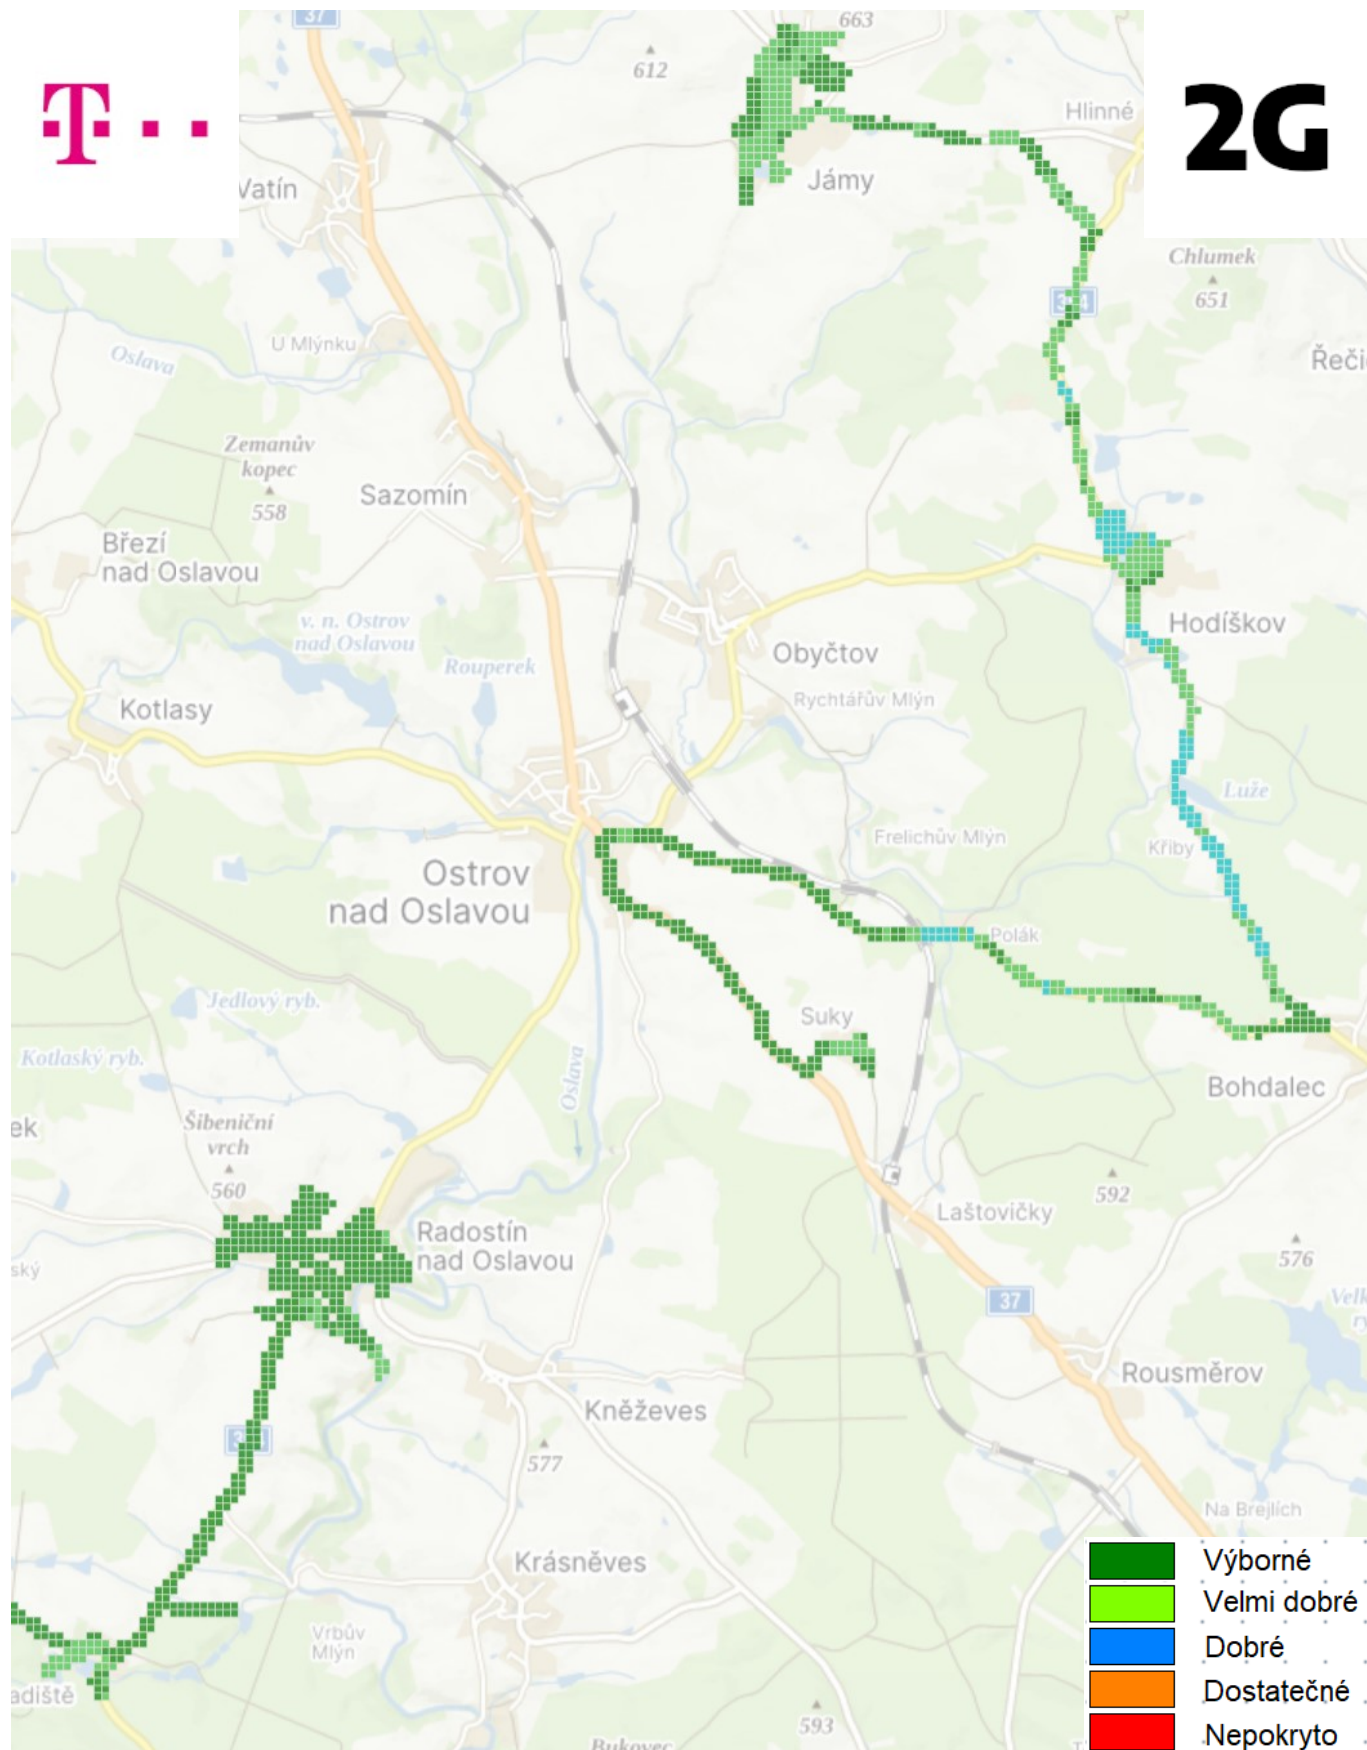 37
663
612
T
2G
Hlinné
Vatín
Jámy
Chlumek
651
U Mlýnku
Oslava
Zemanův
kopec
558
Sazomín
Březí
nad Oslavou
v. n. Ostrov
nad Oslavou
Rouperek
Hodíškov
Obyčtov
Rychtářův Mlýn
Kotlasy
Luže
Frelichův Mlýn
Křiby
Ostrov
nad Oslavou
Polák
Jedlový ryb.
Suky
Kotlaský ryb.
Oslava
Bohdalec
Šibeniční
vrch
560
592
Laštovičky
Radostín
nad Oslavou
576
37
Rousměrov
Kněževes
577
Na Brejlích
Krásněves
Vrbův
Mlýn
593
Bukovec
Výborné
Velmi dobré
Dobré
Dostatečné
Nepokryto